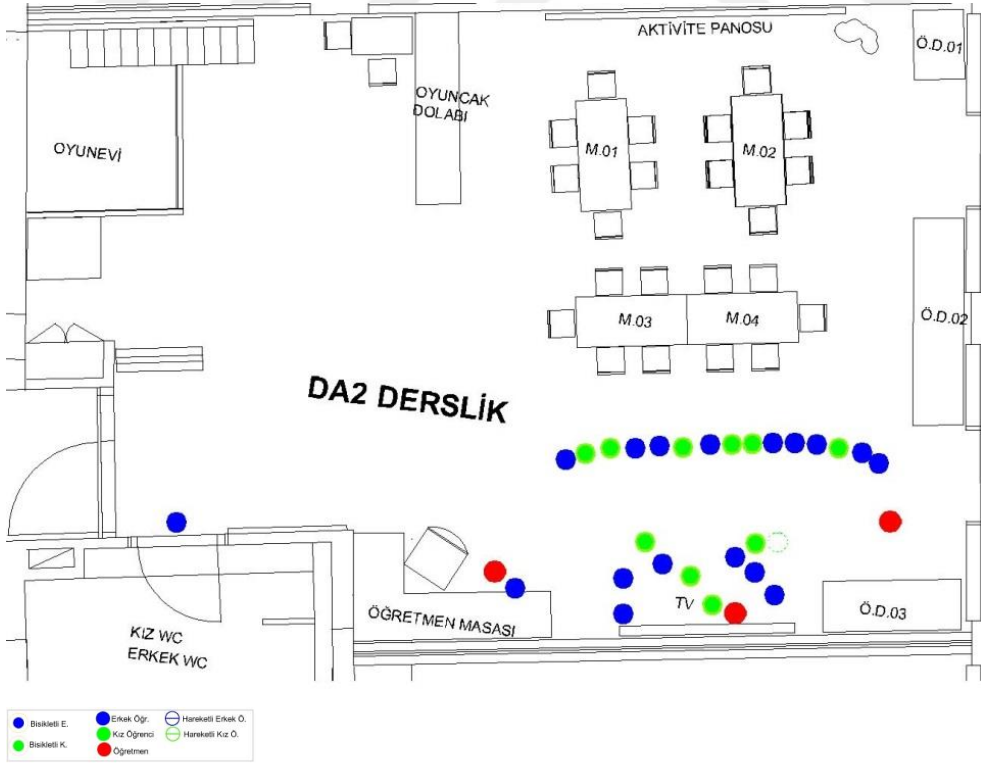 AKTİVİTE PANOSU
Ö.D.01
OYUNCAK
DOLABI
OYUNEVİ
M.01
M.02
M.03
M.04
Ö.D.02
DA2 DERSLİK
TV
Ö.D.03
ÖĞRETMEN MASASI
KIZ WC
ERKEK WC
Bisikletli E.
Erkek Öğr.
Hareketli Erkek Ö.
Bisikletli K.
Kız Öğrenci
Hareketli Kız Ö.
Öğretmen